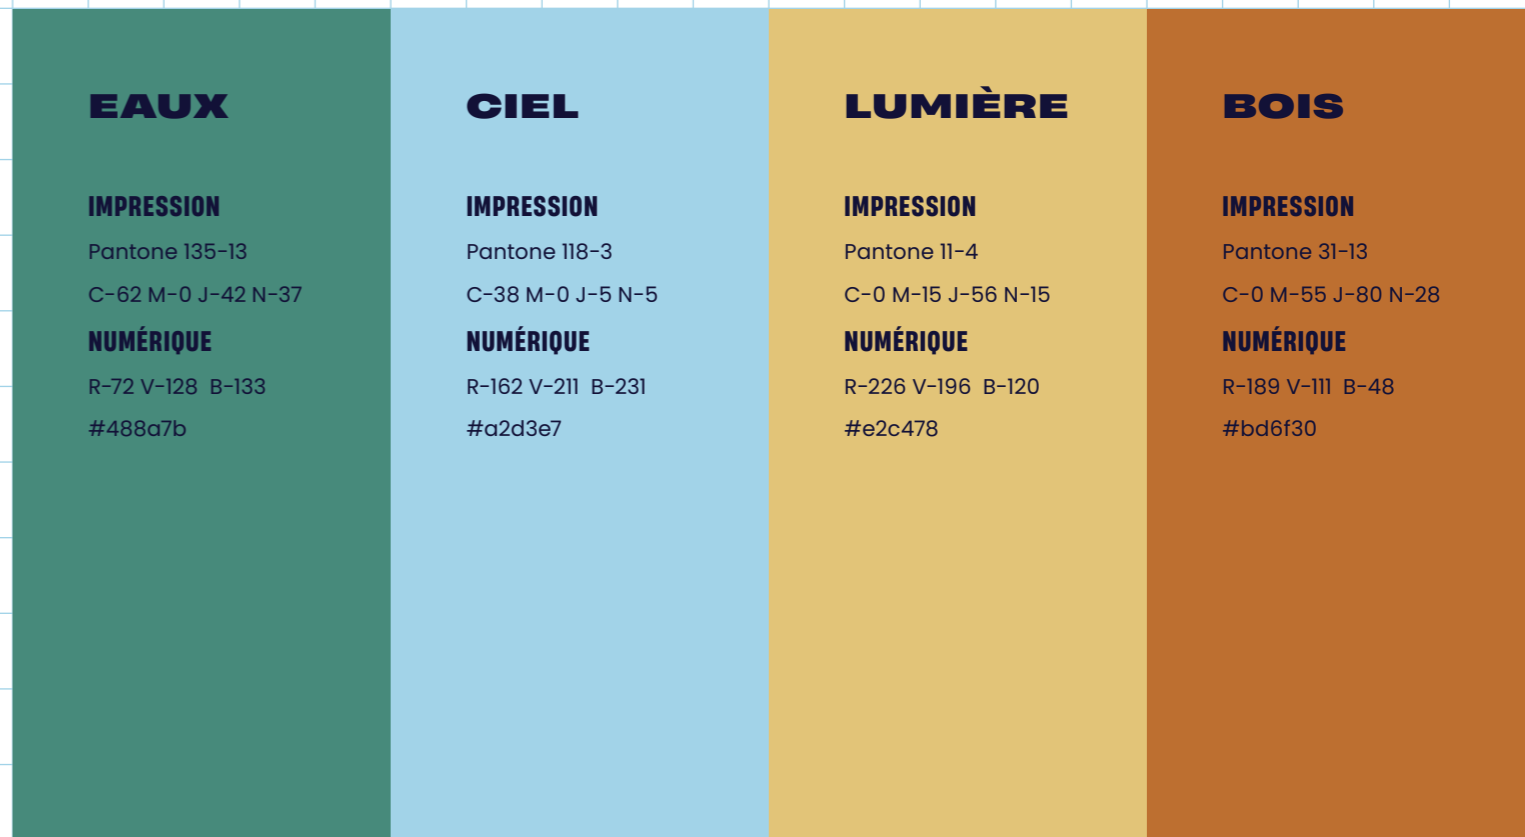 EAUX
IMPRESSION
Pantone 135-13
C-62 M-0 J-42 N-37
NUMÉRIQUE
R-72 V-128 B-133
#488a7b
CIEL
IMPRESSION
Pantone 118-3
C-38 M-0 J-5 N-5
NUMÉRIQUE
R-162 V-211 B-231
#a2d3e7
LUMIÈRE
IMPRESSION
Pantone 11-4
C-0 M-15 J-56 N-15
NUMÉRIQUE
R-226 V-196 B-120
#e2c478
BOIS
IMPRESSION
Pantone 31-13
C-0 M-55 J-80 N-28
NUMÉRIQUE
R-189 V-111 B-48
#bd6f30